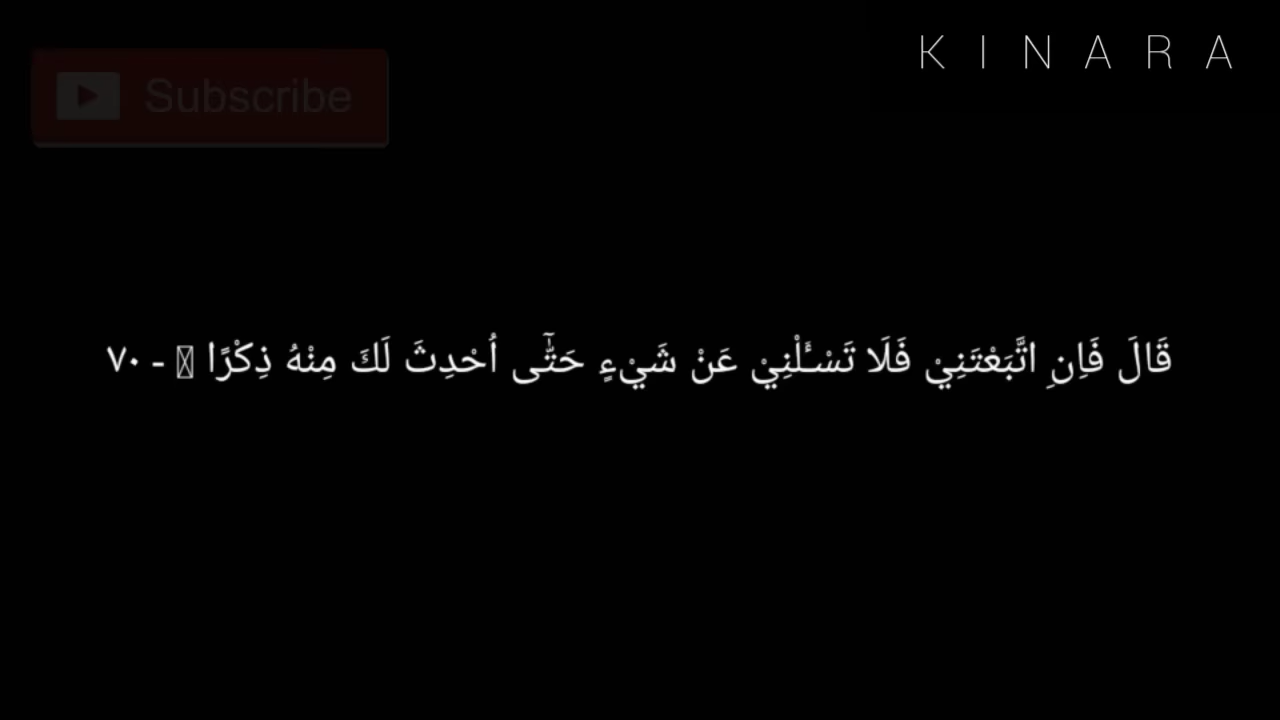 K I N A R A
Subscribe
قَالَ فَاِنِ اتَّبَعْتَنِيْ فَلَا تَسْـَٔلْنِيْ عَنْ شَيْءٍ حَتّٰٓى اُحْدِثَ لَكَ مِنْهُ ذِكْرًا - ٧٠